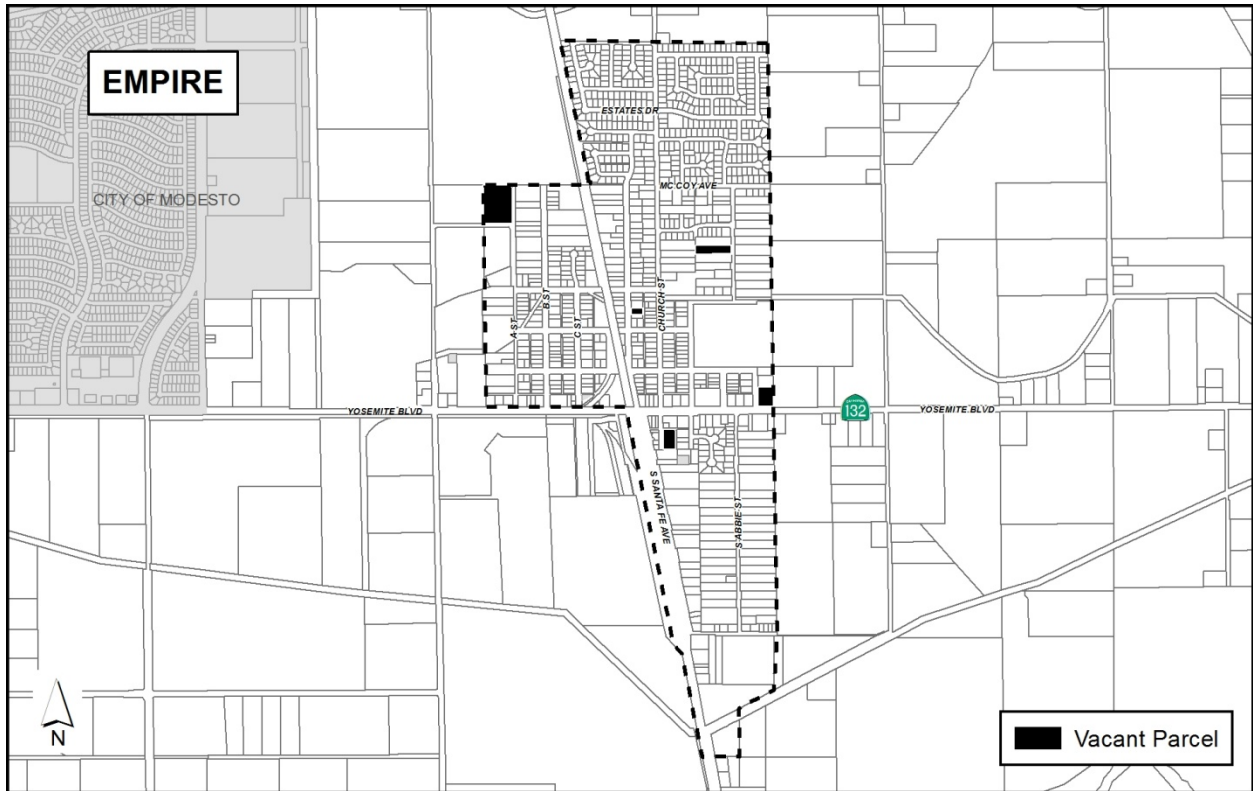 EMPIRE
ESTATES DR
CITY OF MODESTO
MC COY AVE
A ST
B ST
C ST
CHURCH ST
YOSEMITE BLVD
CALIFORNIA
132
YOSEMITE BLVD
S SANTA FE AVE
S ABBIE ST
N
Vacant Parcel